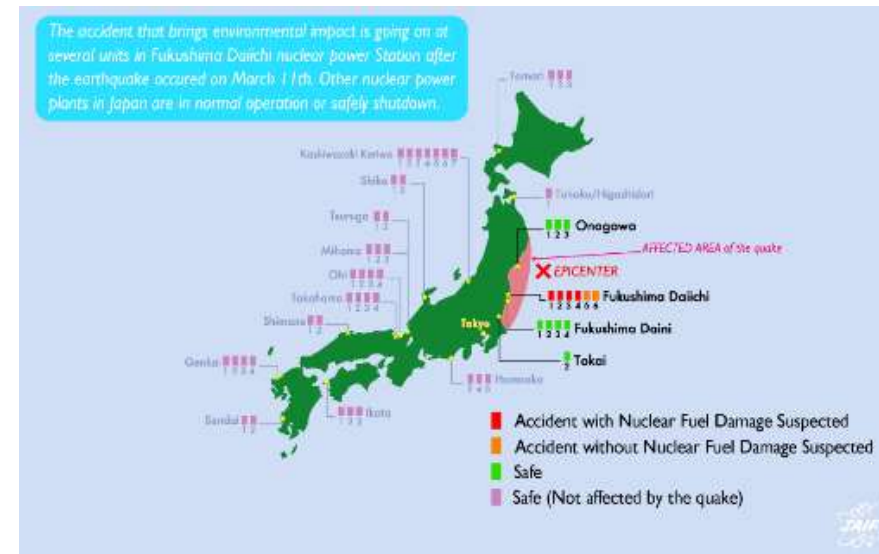 The accident that brings environmental impact is going on at
several units in Fukushima Daiichi nuclear power Station after
the earthquake occured on March 11th. Other nuclear power
plants in Japan are in normal operation or safely shutdown.
Tomari
1 2 3
Kashiwazaki Kariwa
1 2 3 4 5 6 7
Shika
1 2
Tohoku/Higashidori
1
Tsuruga
1 2
Onagawa
1 2 3
Mihama
1 2 3
AFFECTED AREA of the quake
EPICENTER
Ohi
1 2 3 4
Takahama
1 2 3 4
Fukushima Daiichi
1 2 3 4 5 6
Shimane
1 2
Tokyo
Fukushima Daini
1 2 3 4
Genkai
1 2 3 4
Tokai
2
Hamaoka
3 4 5
Sendai
1 2
Ikata
1 2 3
Accident with Nuclear Fuel Damage Suspected
Accident without Nuclear Fuel Damage Suspected
Safe
Safe (Not affected by the quake)
JAIF